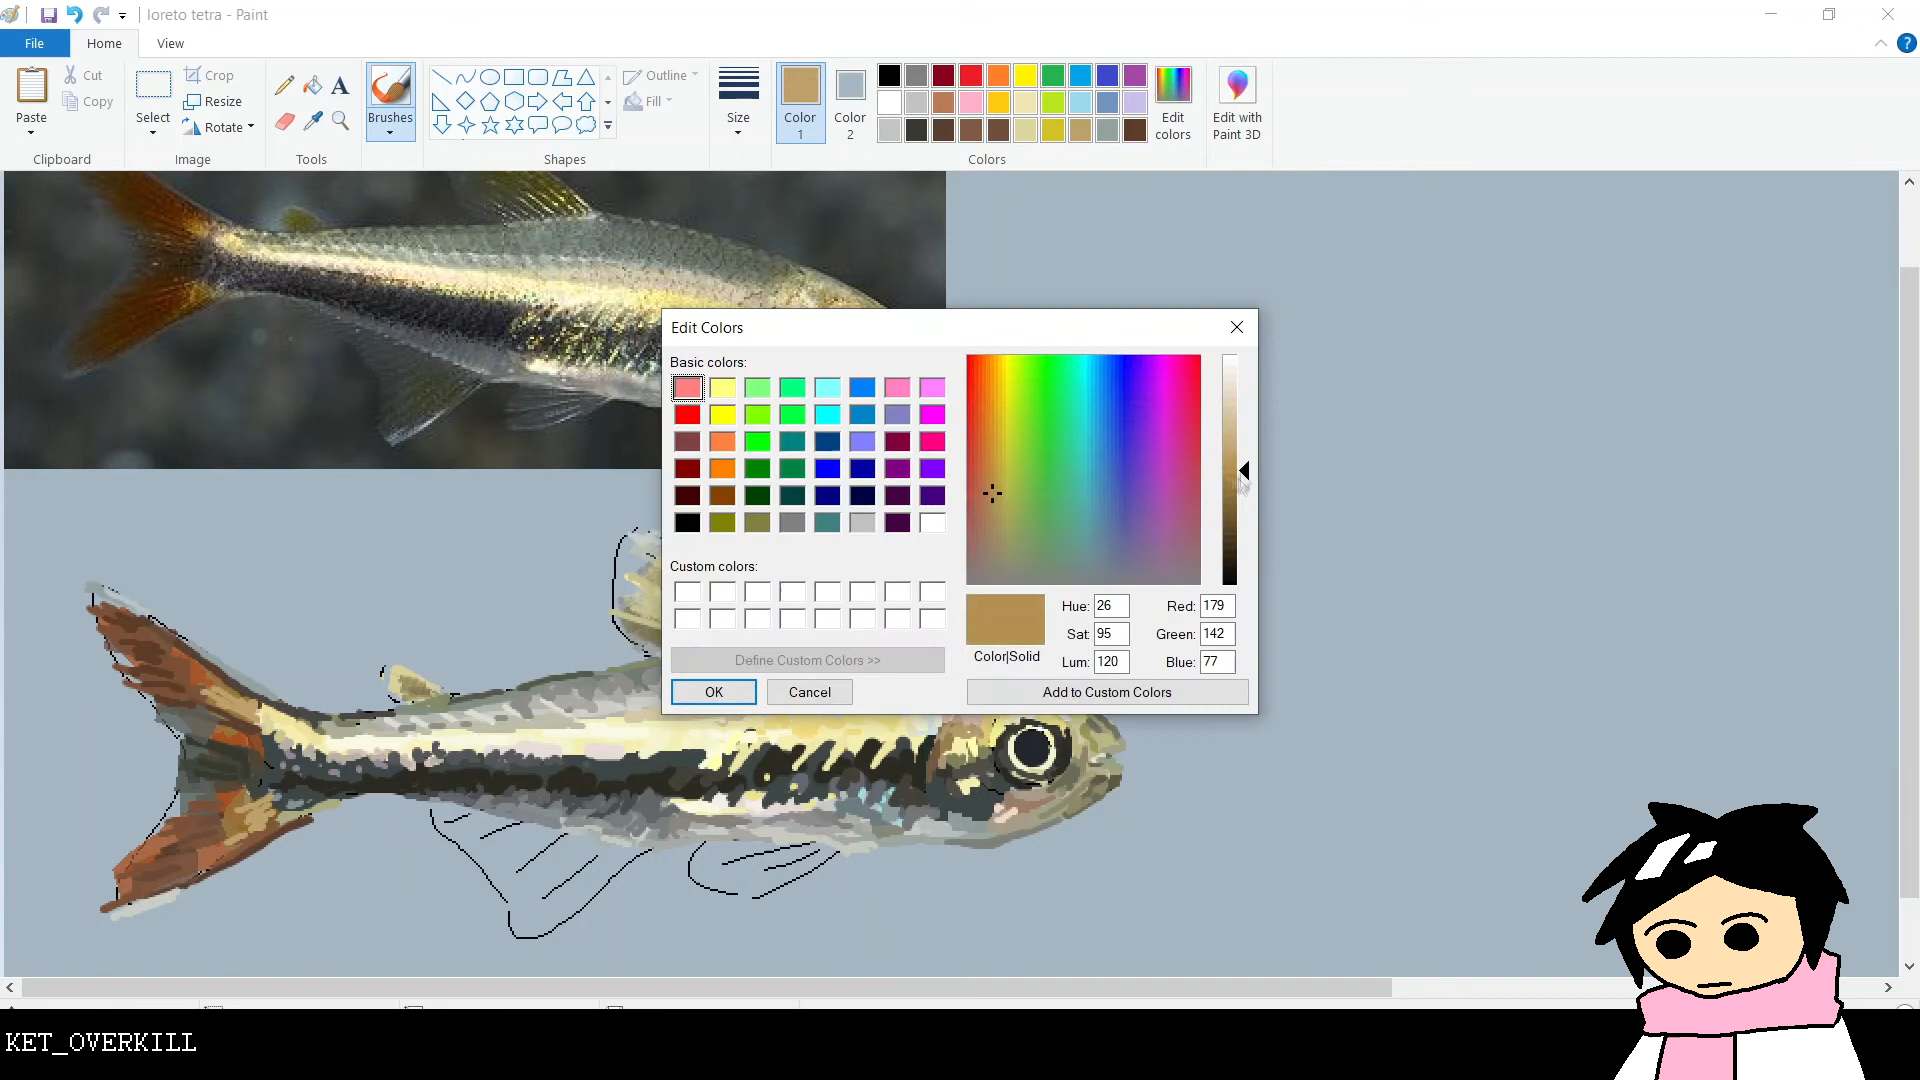 loreto tetra - Paint
File
Home
View
Paste
Cut
Copy
Clipboard
Select
Crop
Resize
Rotate
Image
Tools
Brushes
Shapes
Outline
Fill
Size
Color
1
Color
2
Colors
Edit
colors
Edit with
Paint 3D
Edit Colors
Basic colors:
Custom colors:
Define Custom Colors >>
OK
Cancel
Color|Solid
Hue: 26
Sat: 95
Lum: 120
Red: 179
Green: 142
Blue: 77
Add to Custom Colors
KET_OVERKILL